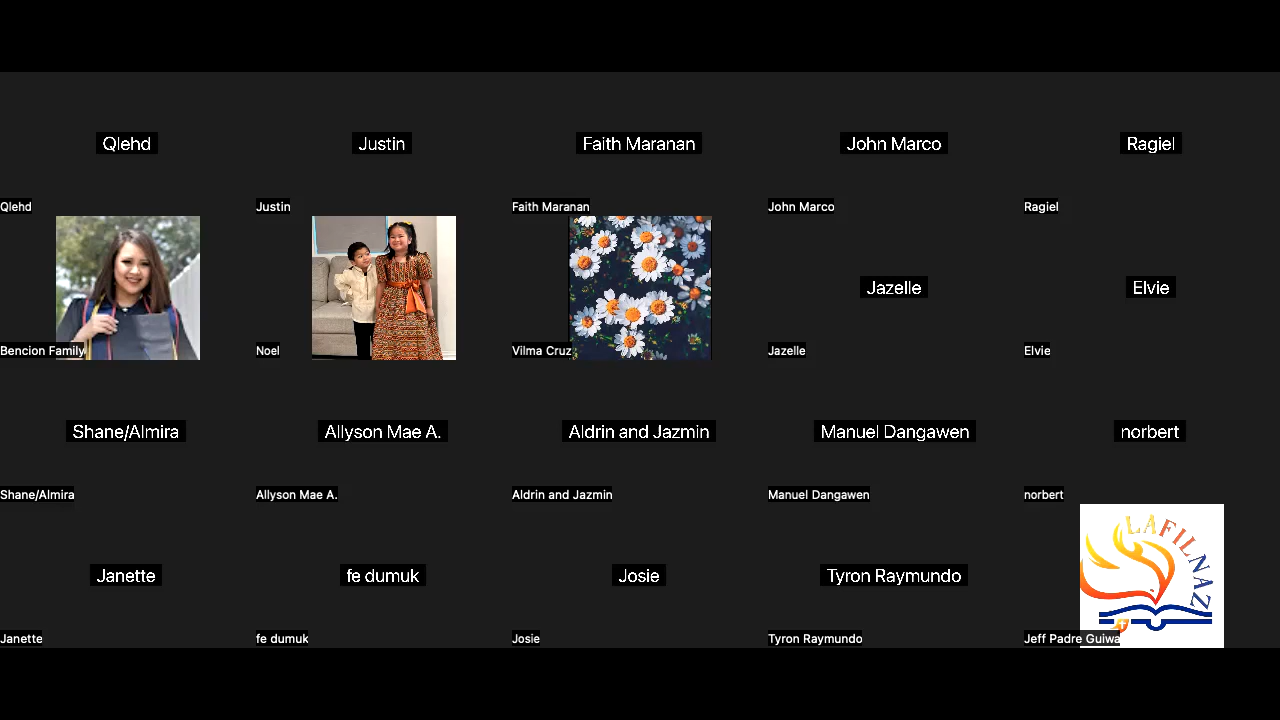 Qlehd
Justin
Faith Maranan
John Marco
Ragiel
Qlehd
Justin
Faith Maranan
John Marco
Ragiel
Jazelle
Elvie
Bencion Family
Noel
Vilma Cruz
Jazelle
Elvie
Shane/Almira
Allyson Mae A.
Aldrin and Jazmin
Manuel Dangawen
norbert
Shane/Almira
Allyson Mae A.
Aldrin and Jazmin
Manuel Dangawen
norbert
LAFILNAZ
Janette
fe dumuk
Josie
Tyron Raymundo
Janette
fe dumuk
Josie
Tyron Raymundo
Jeff Padre Guiwa